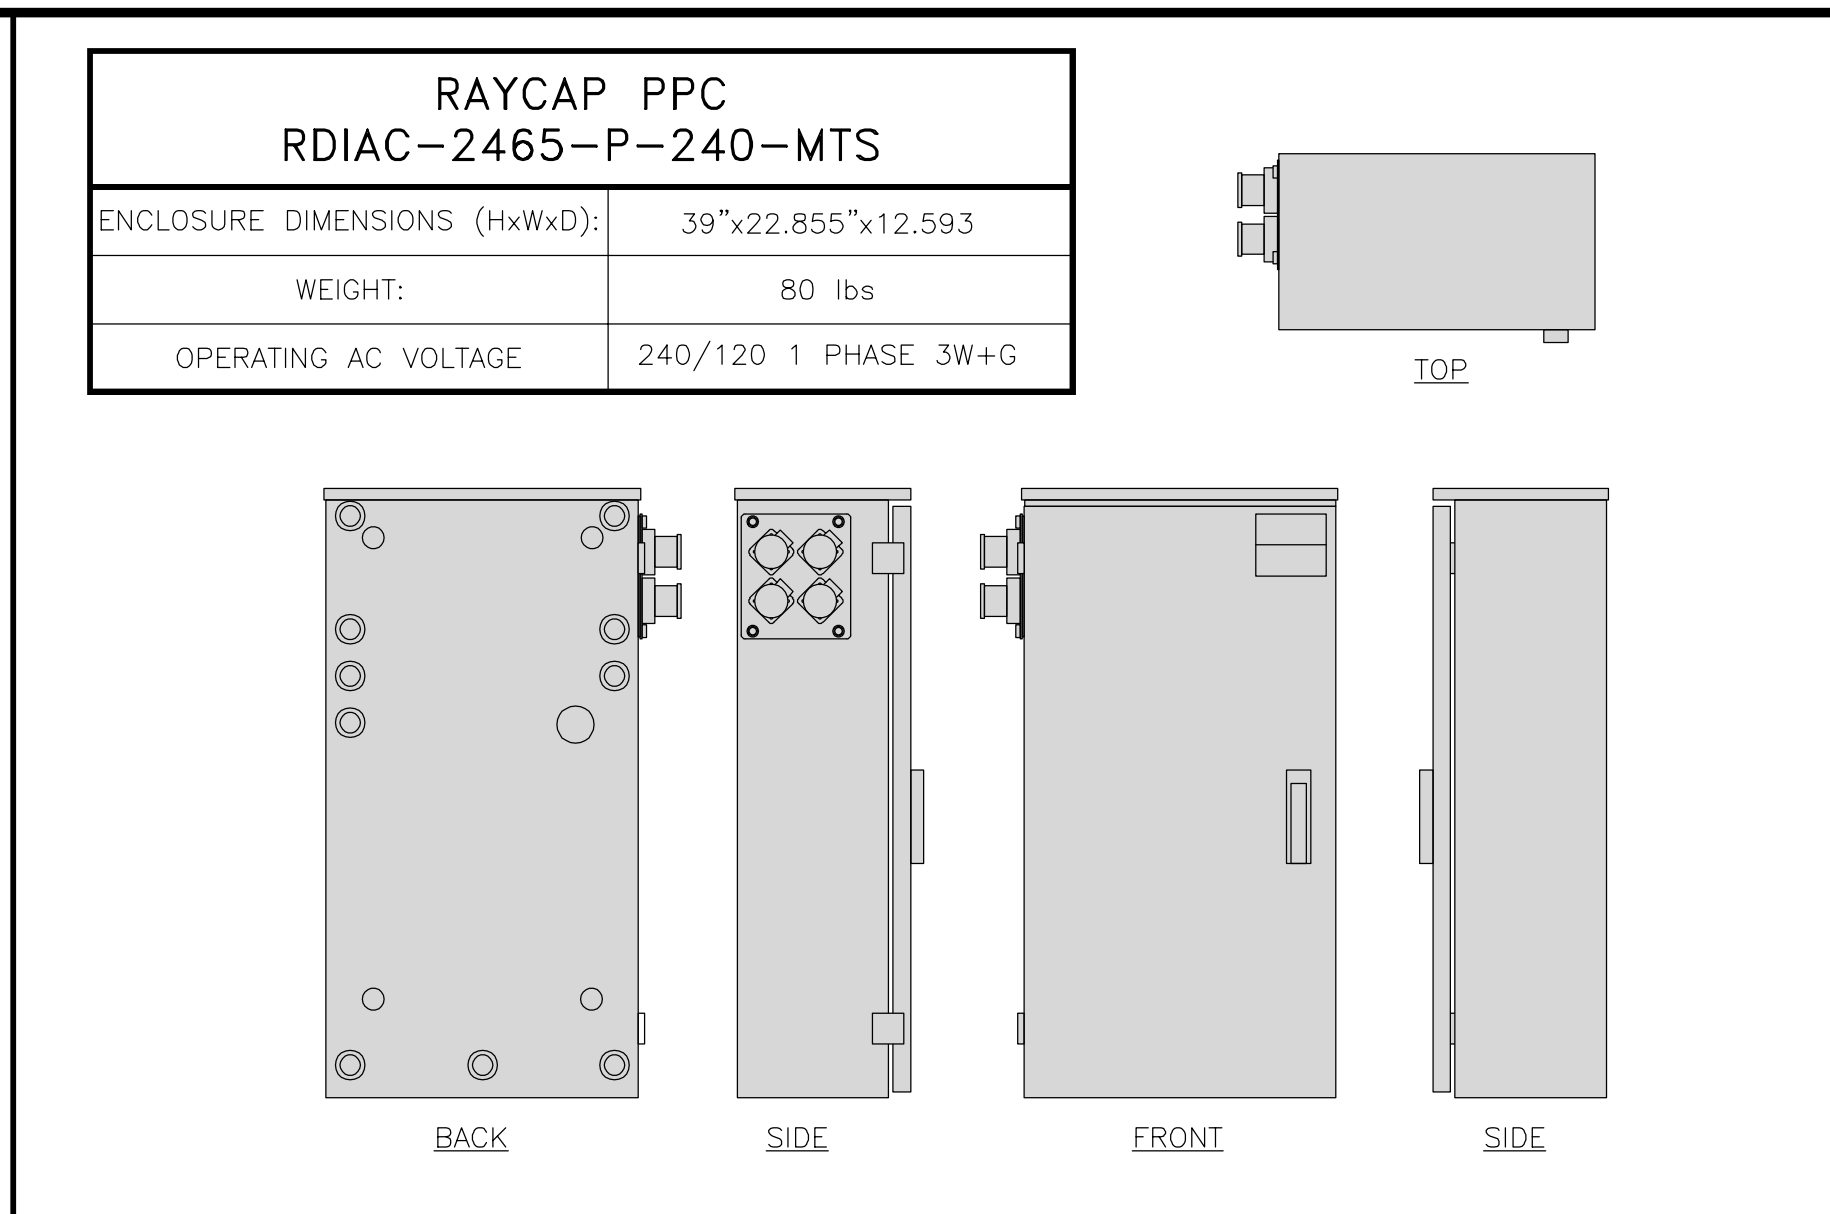 RAYCAP PPC
RDIAC-2465-P-240-MTS
ENCLOSURE DIMENSIONS (HxWxD): 39"x22.855"x12.593
WEIGHT: 80 lbs
OPERATING AC VOLTAGE 240/120 1 PHASE 3W+G
TOP
BACK SIDE FRONT SIDE